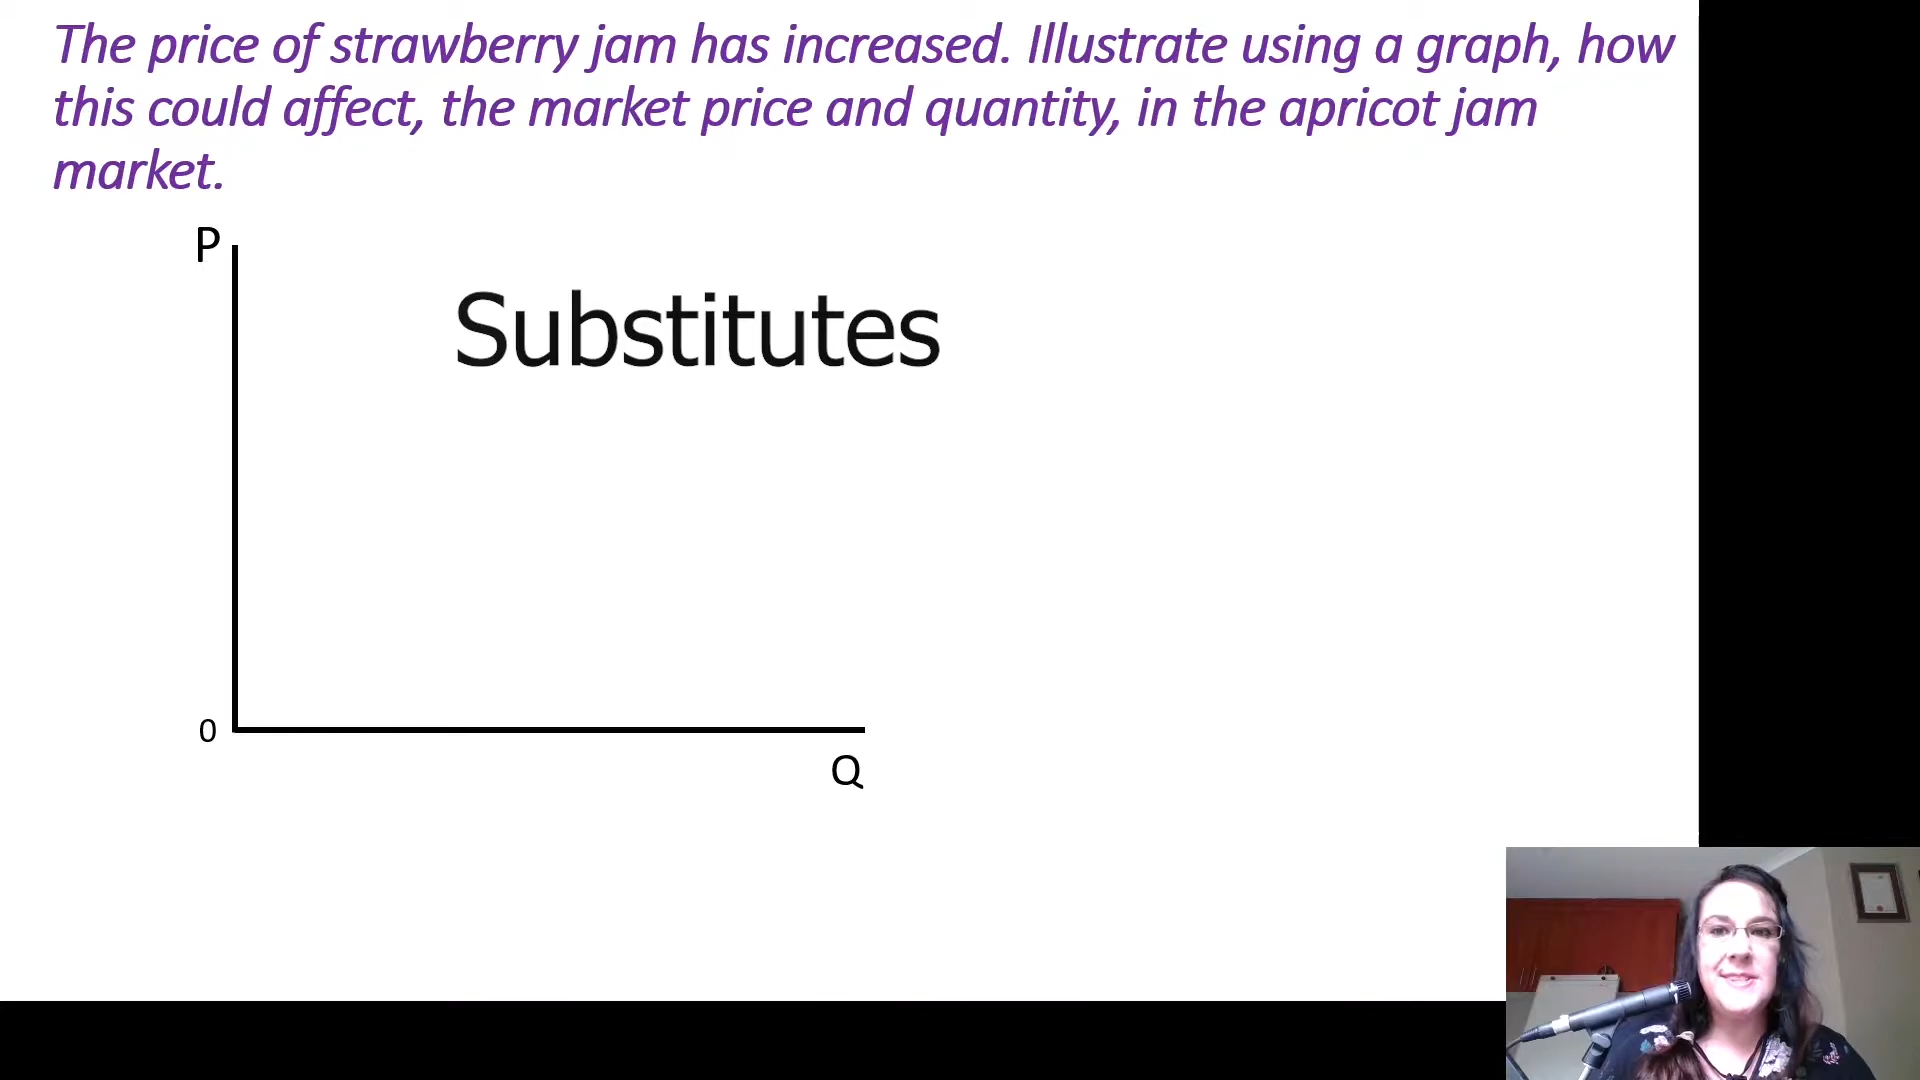 The price of strawberry jam has increased. Illustrate using a graph, how
this could affect, the market price and quantity, in the apricot jam
market.
P
Substitutes
0
Q